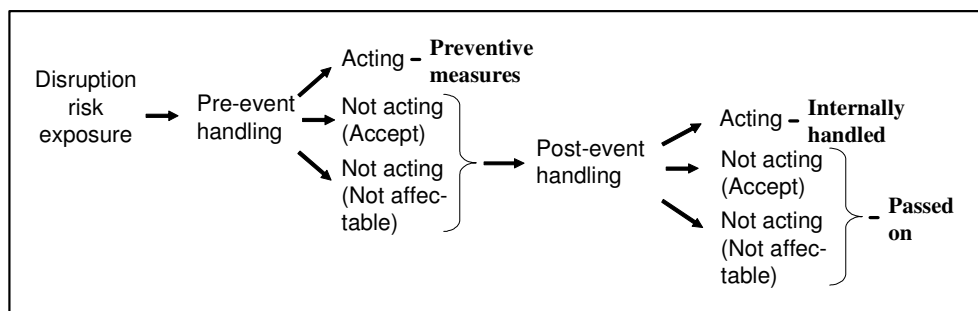 Disruption
risk
exposure
Pre-event
handling
Acting – Preventive
measures
Not acting
(Accept)
Not acting
(Not affec-
table)
Post-event
handling
Acting – Internally
handled
Not acting
(Accept)
Not acting
(Not affec-
table)
– Passed
on